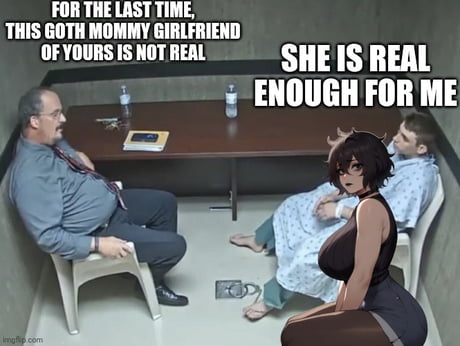 FOR THE LAST TIME,
THIS GOTH MOMMY GIRLFRIEND
OF YOURS IS NOT REAL
SHE IS REAL
ENOUGH FOR ME
imgflip.com